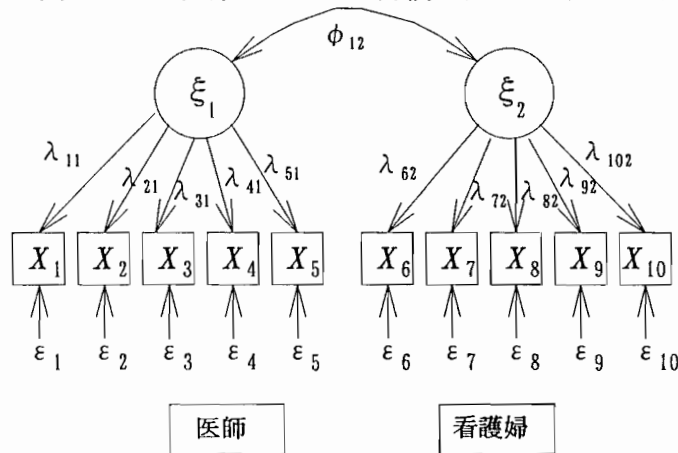 ϕ12
ξ1 ξ2
λ11 λ21 λ31 λ41 λ51 λ62 λ72 λ82 λ92 λ102
X1 X2 X3 X4 X5 X6 X7 X8 X9 X10
ε1 ε2 ε3 ε4 ε5 ε6 ε7 ε8 ε9 ε10
医師 看護婦